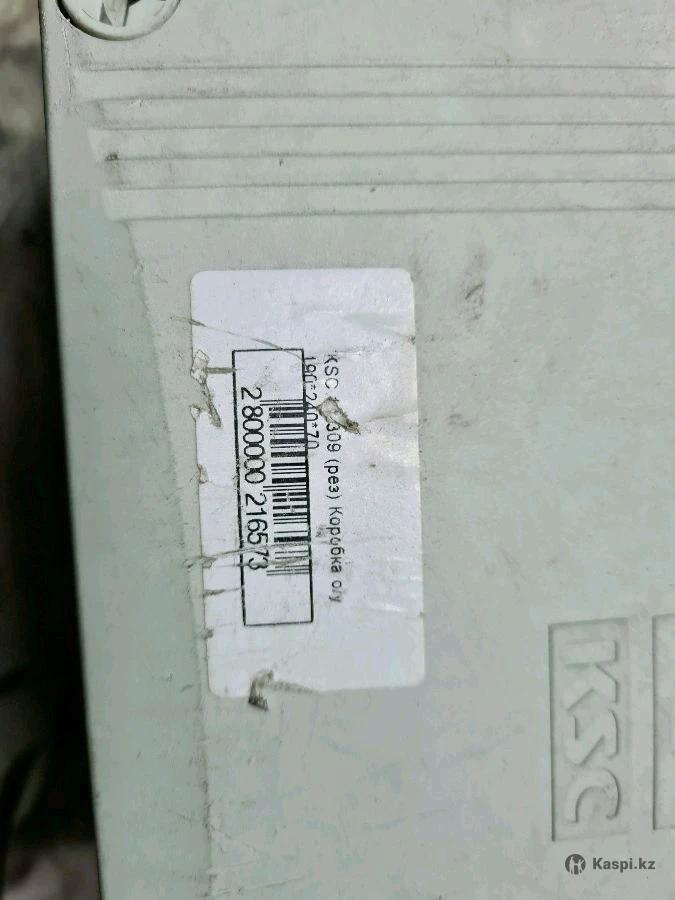 KSC 309 (рез) Коробка о/у
190*240*70
2 800000 216573
KSC
Kaspi.kz